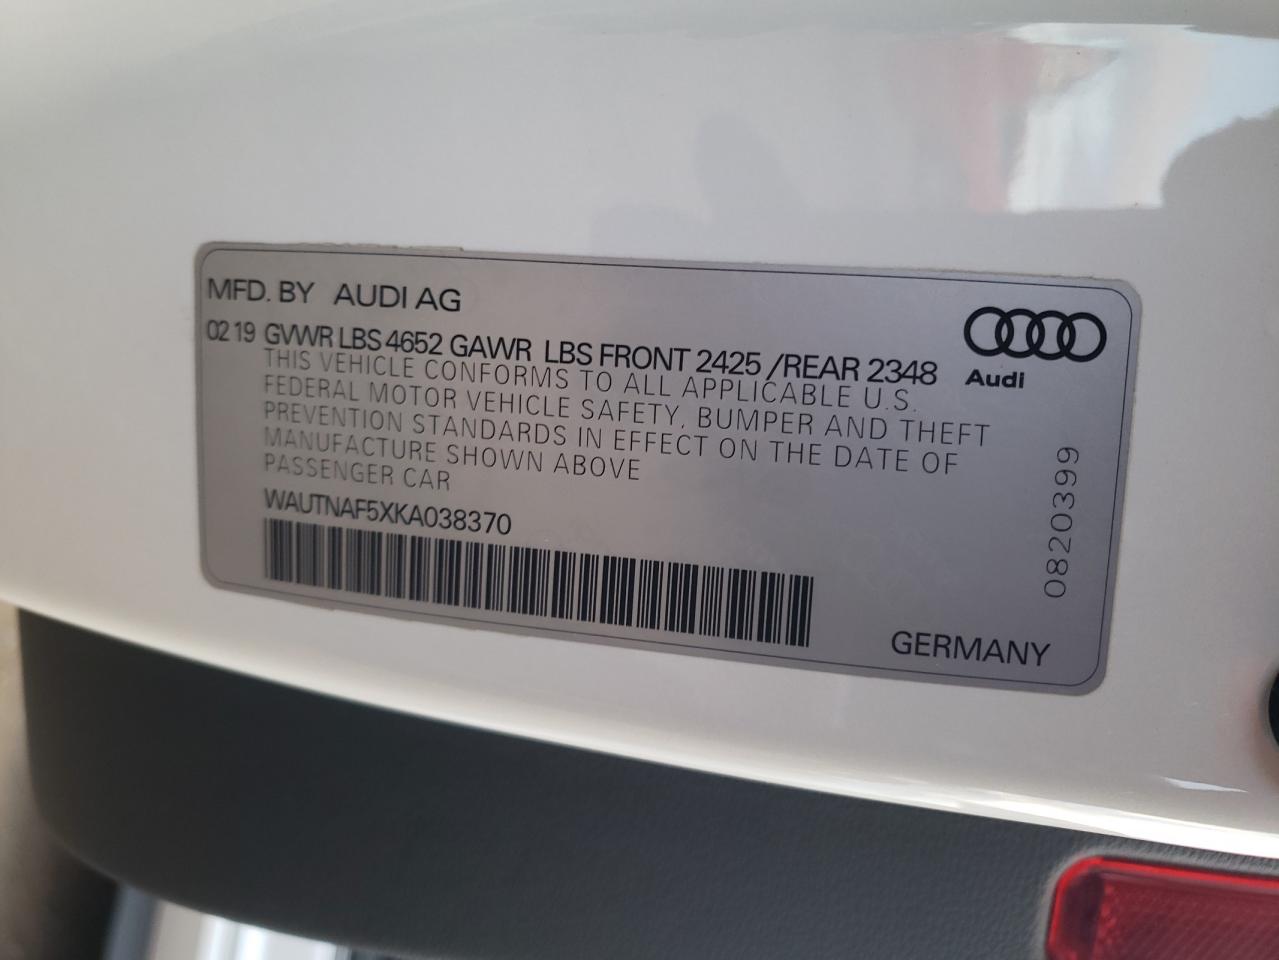 MFD. BY AUDI AG
02 19 GVWR LBS 4652 GAWR LBS FRONT 2425 /REAR 2348
THIS VEHICLE CONFORMS TO ALL APPLICABLE U.S.
FEDERAL MOTOR VEHICLE SAFETY, BUMPER AND THEFT
PREVENTION STANDARDS IN EFFECT ON THE DATE OF
MANUFACTURE SHOWN ABOVE
PASSENGER CAR
WAUTNAF5XKA038370
Audi
0820399
GERMANY